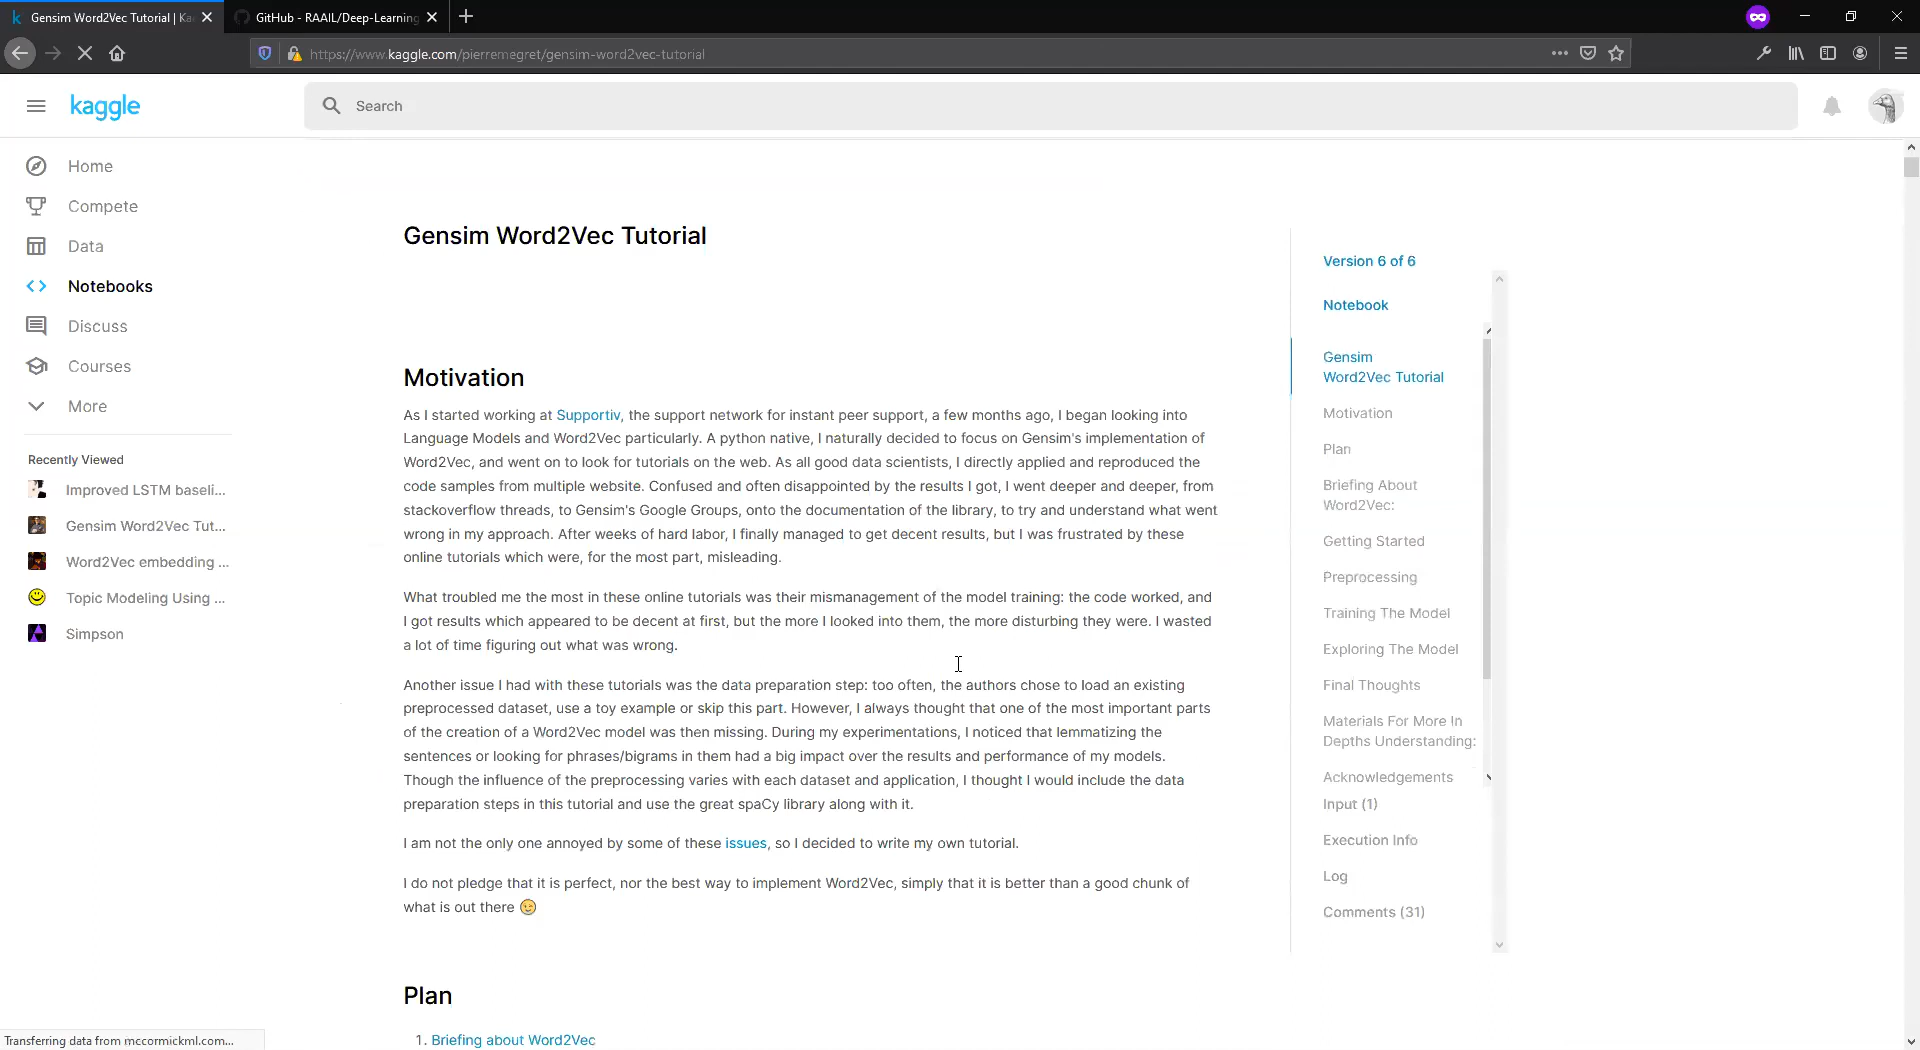 Gensim Word2Vec Tutorial | Ka
GitHub - RAAIL/Deep-Learning
https://www.kaggle.com/pierremegret/gensim-word2vec-tutorial
kaggle
Search
Home
Compete
Data
Notebooks
Discuss
Courses
More
Recently Viewed
Improved LSTM baseli...
Gensim Word2Vec Tut...
Word2Vec embedding ...
Topic Modeling Using ...
Simpson
Gensim Word2Vec Tutorial
Motivation
As I started working at Supportiv, the support network for instant peer support, a few months ago, I began looking into
Language Models and Word2Vec particularly. A python native, I naturally decided to focus on Gensim's implementation of
Word2Vec, and went on to look for tutorials on the web. As all good data scientists, I directly applied and reproduced the
code samples from multiple website. Confused and often disappointed by the results I got, I went deeper and deeper, from
stackoverflow threads, to Gensim's Google Groups, onto the documentation of the library, to try and understand what went
wrong in my approach. After weeks of hard labor, I finally managed to get decent results, but I was frustrated by these
online tutorials which were, for the most part, misleading.
What troubled me the most in these online tutorials was their mismanagement of the model training: the code worked, and
I got results which appeared to be decent at first, but the more I looked into them, the more disturbing they were. I wasted
a lot of time figuring out what was wrong.
Another issue I had with these tutorials was the data preparation step: too often, the authors chose to load an existing
preprocessed dataset, use a toy example or skip this part. However, I always thought that one of the most important parts
of the creation of a Word2Vec model was then missing. During my experimentations, I noticed that lemmatizing the
sentences or looking for phrases/bigrams in them had a big impact over the results and performance of my models.
Though the influence of the preprocessing varies with each dataset and application, I thought I would include the data
preparation steps in this tutorial and use the great spaCy library along with it.
I am not the only one annoyed by some of these issues, so I decided to write my own tutorial.
I do not pledge that it is perfect, nor the best way to implement Word2Vec, simply that it is better than a good chunk of
what is out there 😉
Plan
1. Briefing about Word2Vec
Version 6 of 6
Notebook
Gensim
Word2Vec Tutorial
Motivation
Plan
Briefing About
Word2Vec:
Getting Started
Preprocessing
Training The Model
Exploring The Model
Final Thoughts
Materials For More In
Depths Understanding:
Acknowledgements
Input (1)
Execution Info
Log
Comments (31)
Transferring data from mccormickml.com...